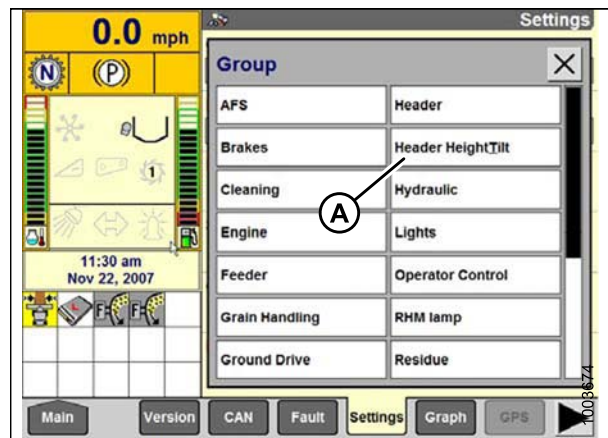 0.0 mph
Settings
N
(P)
Group
X
AFS
Header
Brakes
Header HeightTilt
Cleaning
Hydraulic
A
Engine
Lights
Feeder
Operator Control
Grain Handling
RHM lamp
Ground Drive
Residue
1
11:30 am
Nov 22, 2007
F
F
Main
Version
CAN
Fault
Settings
Graph
GPS
1003674